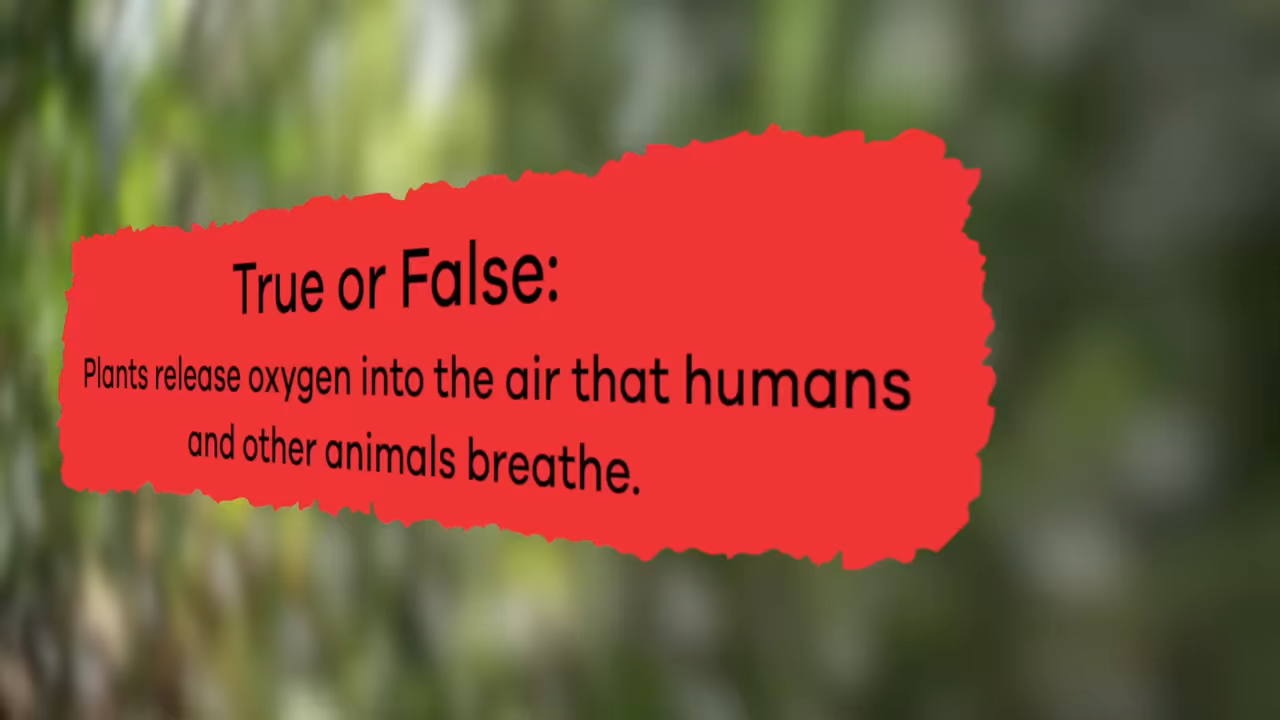 True or False:
Plants release oxygen into the air that humans
and other animals breathe.